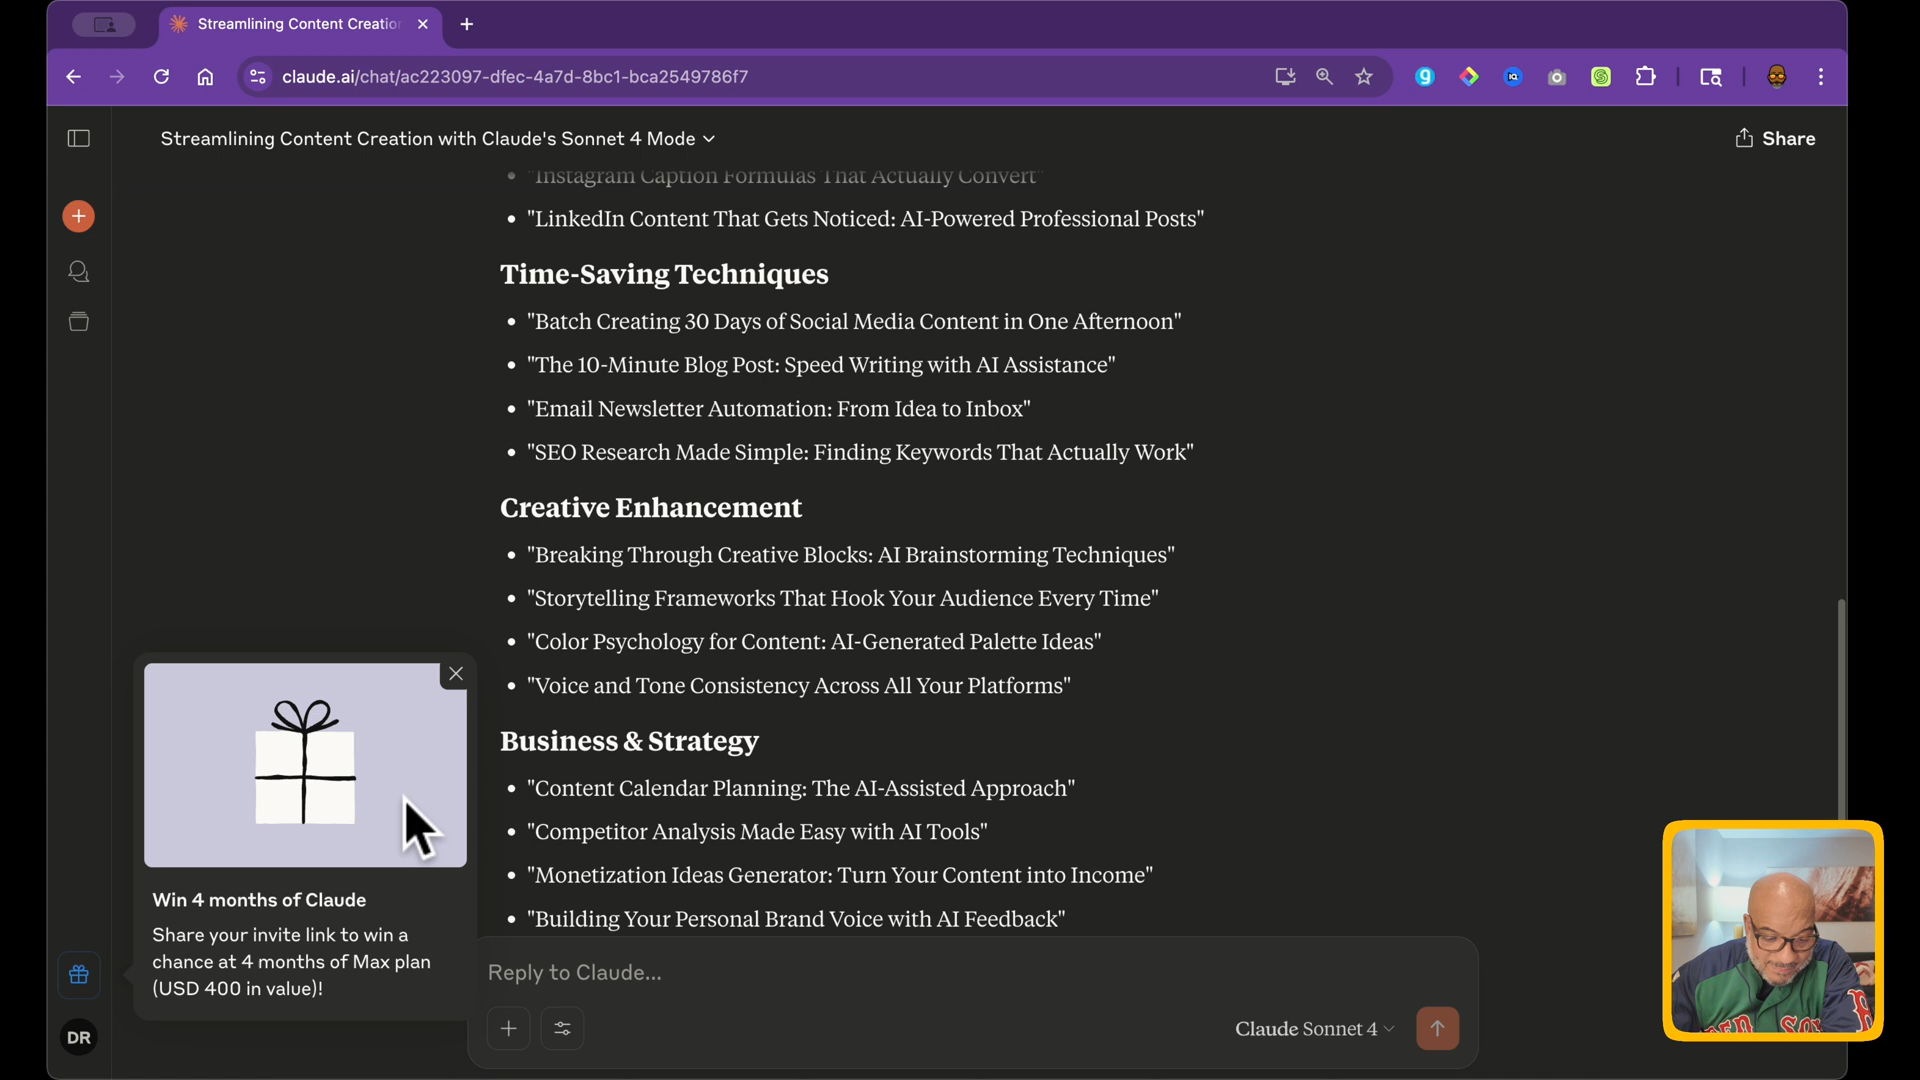 Streamlining Content Creatio
claude.ai/chat/ac223097-dfec-4a7d-8bc1-bca2549786f7
Streamlining Content Creation with Claude's Sonnet 4 Mode
Share
• "Instagram Caption Formulas That Actually Convert"
• "LinkedIn Content That Gets Noticed: AI-Powered Professional Posts"
Time-Saving Techniques
• "Batch Creating 30 Days of Social Media Content in One Afternoon"
• "The 10-Minute Blog Post: Speed Writing with AI Assistance"
• "Email Newsletter Automation: From Idea to Inbox"
• "SEO Research Made Simple: Finding Keywords That Actually Work"
Creative Enhancement
• "Breaking Through Creative Blocks: AI Brainstorming Techniques"
• "Storytelling Frameworks That Hook Your Audience Every Time"
• "Color Psychology for Content: AI-Generated Palette Ideas"
• "Voice and Tone Consistency Across All Your Platforms"
Business & Strategy
• "Content Calendar Planning: The AI-Assisted Approach"
• "Competitor Analysis Made Easy with AI Tools"
• "Monetization Ideas Generator: Turn Your Content into Income"
• "Building Your Personal Brand Voice with AI Feedback"
Win 4 months of Claude
Share your invite link to win a
chance at 4 months of Max plan
(USD 400 in value)!
DR
Reply to Claude...
Claude Sonnet 4